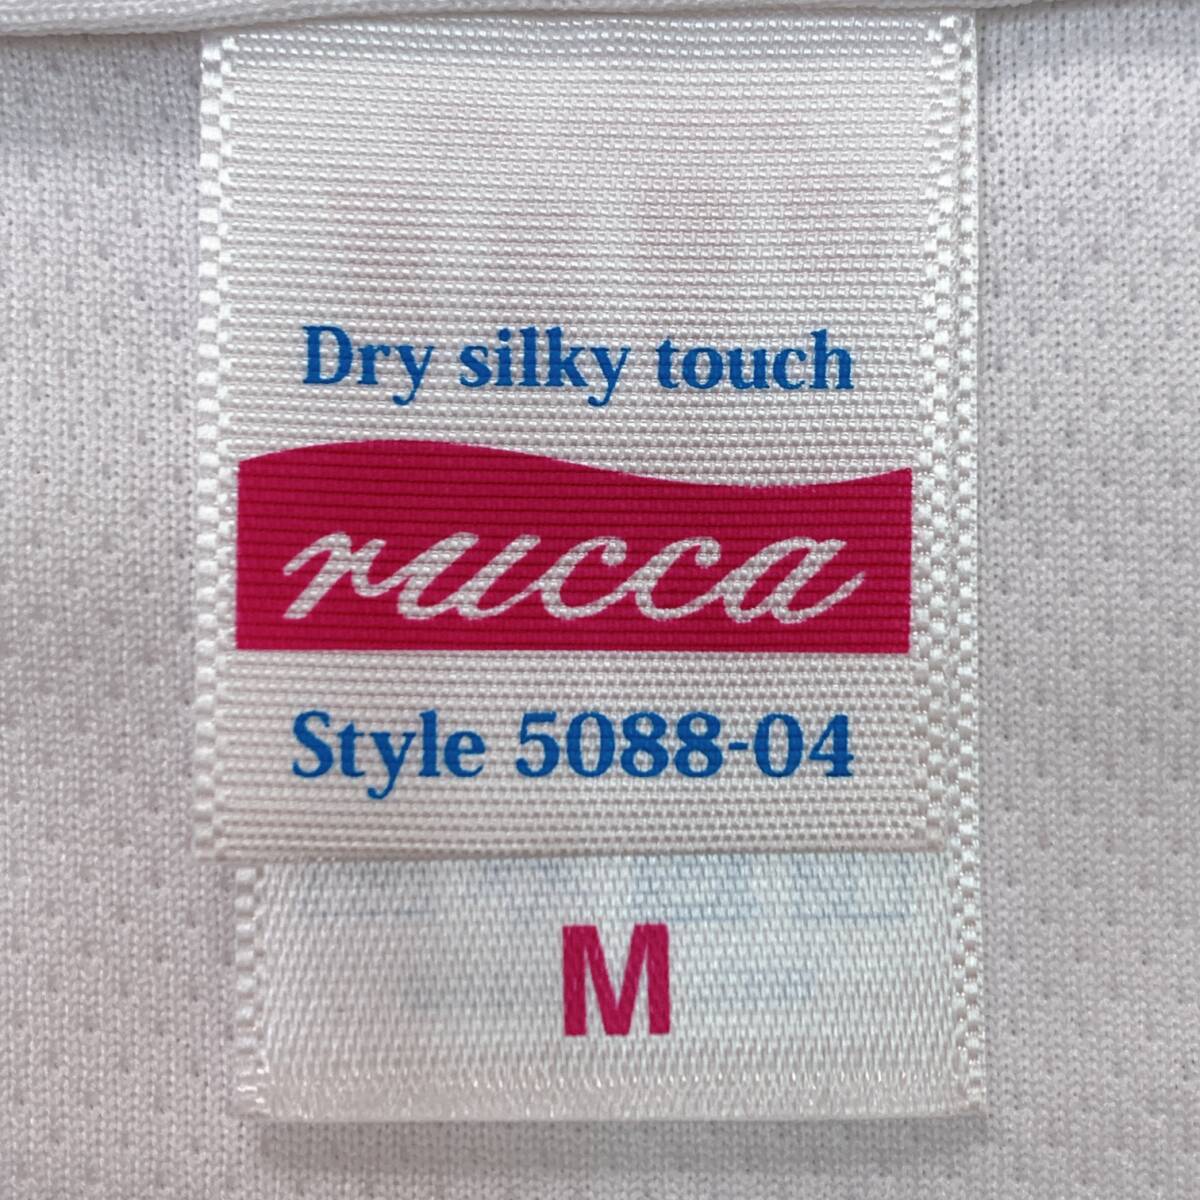 Dry silky touch
rucca
Style 5088-04
M